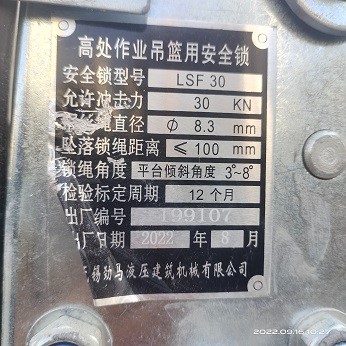 高处作业吊篮用安全锁
安全锁型号 LSF 30
允许冲击力 30 KN
绳直径 Φ 8.3 mm
坠落锁绳距离 ≤ 100 mm
锁绳角度 平台倾斜角度 3°~8°
检验标定周期 12 个月
出厂编号 199107
出厂日期 2022 年 8 月
无锡劲马液压建筑机械有限公司
2022.09.16 10:27